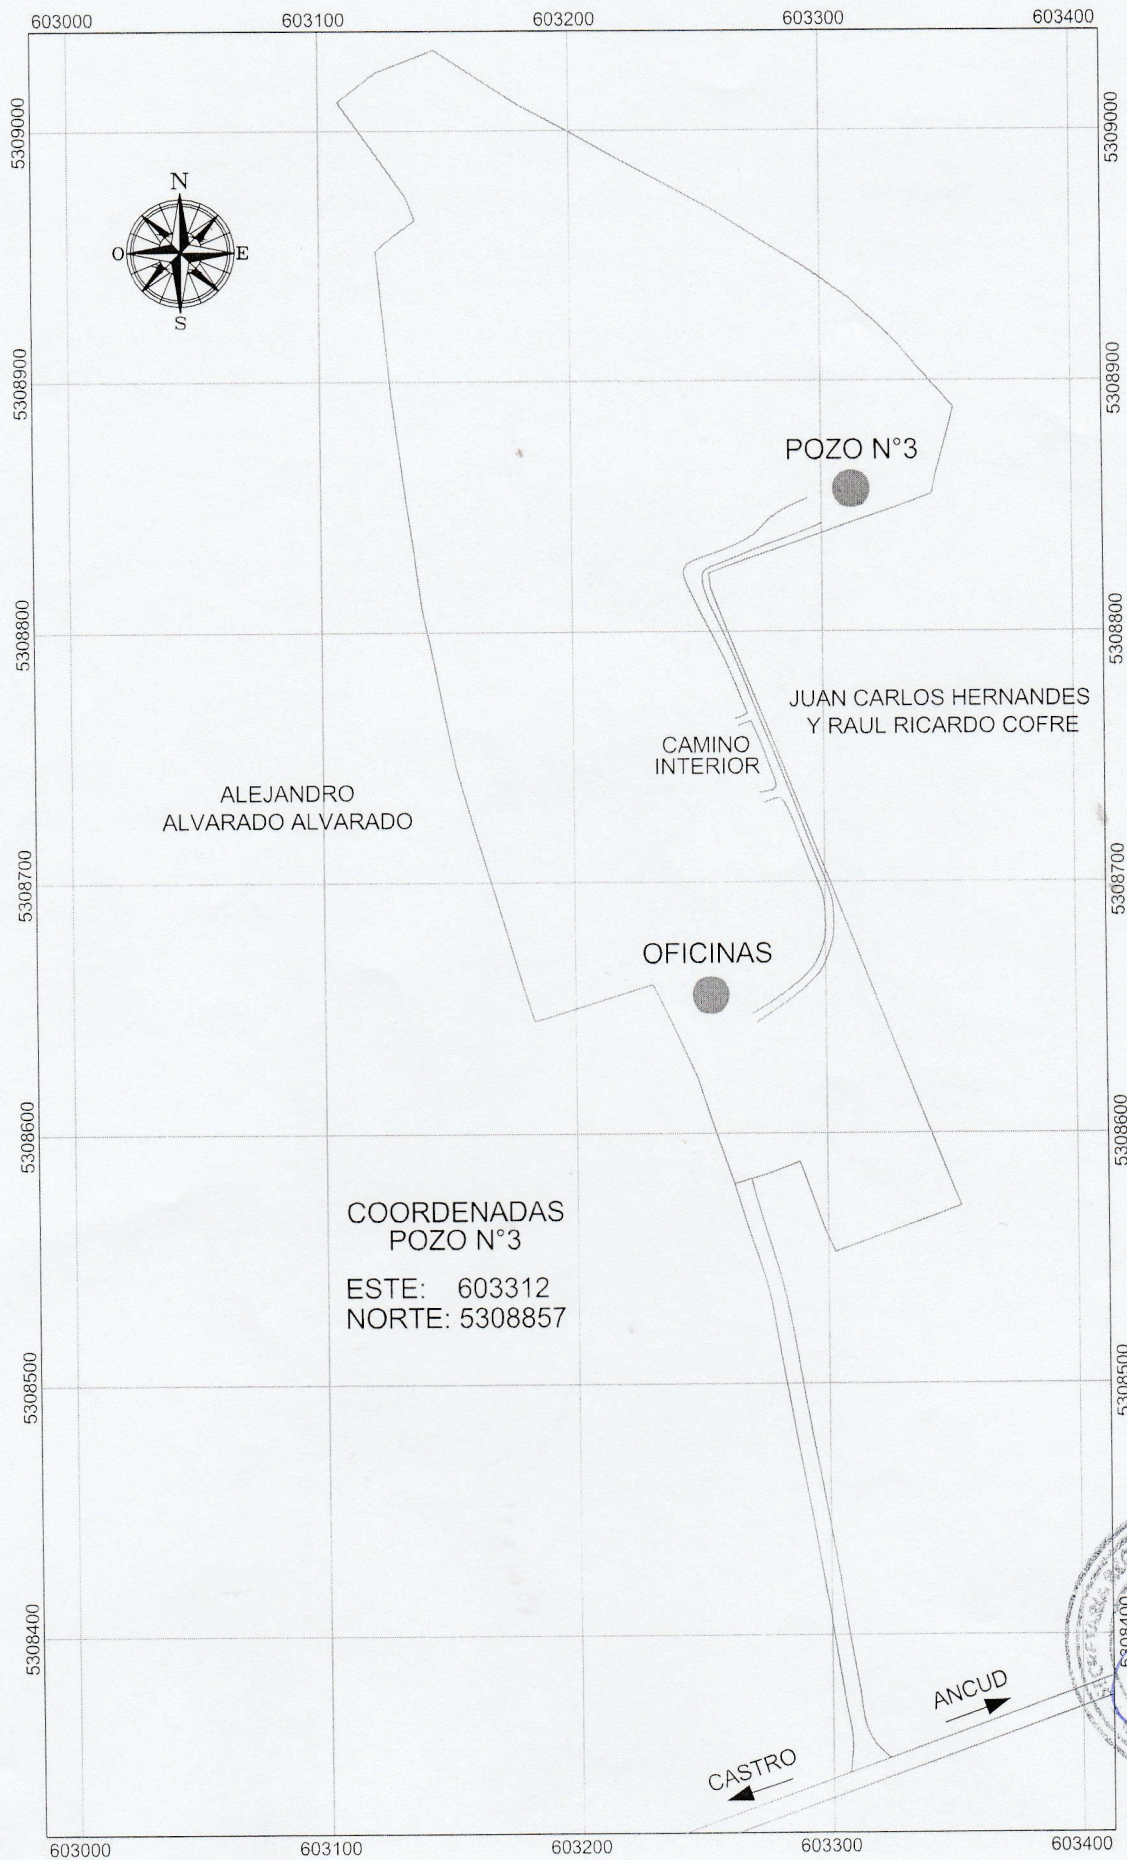 603000 603100 603200 603300 603400
5309000 5309000
N
O E
S
5308900 5308900
POZO N°3
5308800 5308800
JUAN CARLOS HERNANDES
Y RAUL RICARDO COFRE
CAMINO
INTERIOR
ALEJANDRO
ALVARADO ALVARADO
5308700 5308700
OFICINAS
5308600 5308600
COORDENADAS
POZO N°3
ESTE: 603312
NORTE: 5308857
5308500 5308500
5308400 5308400
ANCUD
CASTRO
603000 603100 603200 603300 603400